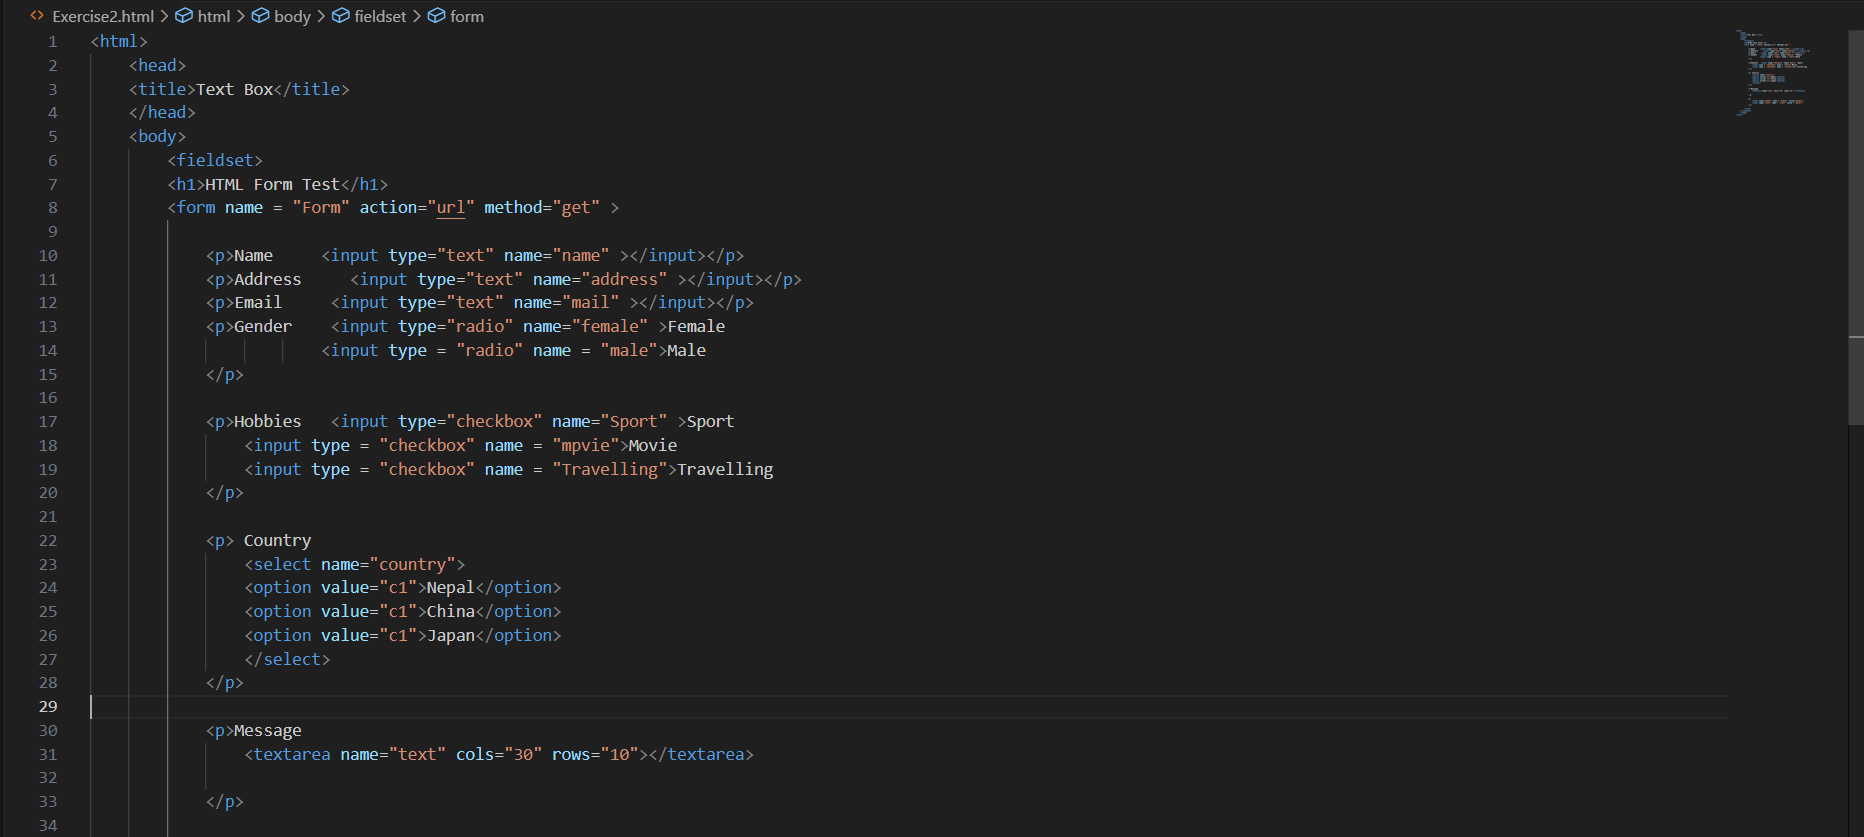 Exercise2.html > html > body > fieldset > form
1 <html>
2 <head>
3 <title>Text Box</title>
4 </head>
5 <body>
6 <fieldset>
7 <h1>HTML Form Test</h1>
8 <form name = "Form" action="url" method="get" >
9
10 <p>Name <input type="text" name="name" ></input></p>
11 <p>Address <input type="text" name="address" ></input></p>
12 <p>Email <input type="text" name="mail" ></input></p>
13 <p>Gender <input type="radio" name="female" >Female
14 <input type = "radio" name = "male">Male
15 </p>
16
17 <p>Hobbies <input type="checkbox" name="Sport" >Sport
18 <input type = "checkbox" name = "mpvie">Movie
19 <input type = "checkbox" name = "Travelling">Travelling
20 </p>
21
22 <p> Country
23 <select name="country">
24 <option value="c1">Nepal</option>
25 <option value="c1">China</option>
26 <option value="c1">Japan</option>
27 </select>
28 </p>
29
30 <p>Message
31 <textarea name="text" cols="30" rows="10"></textarea>
32
33 </p>
34